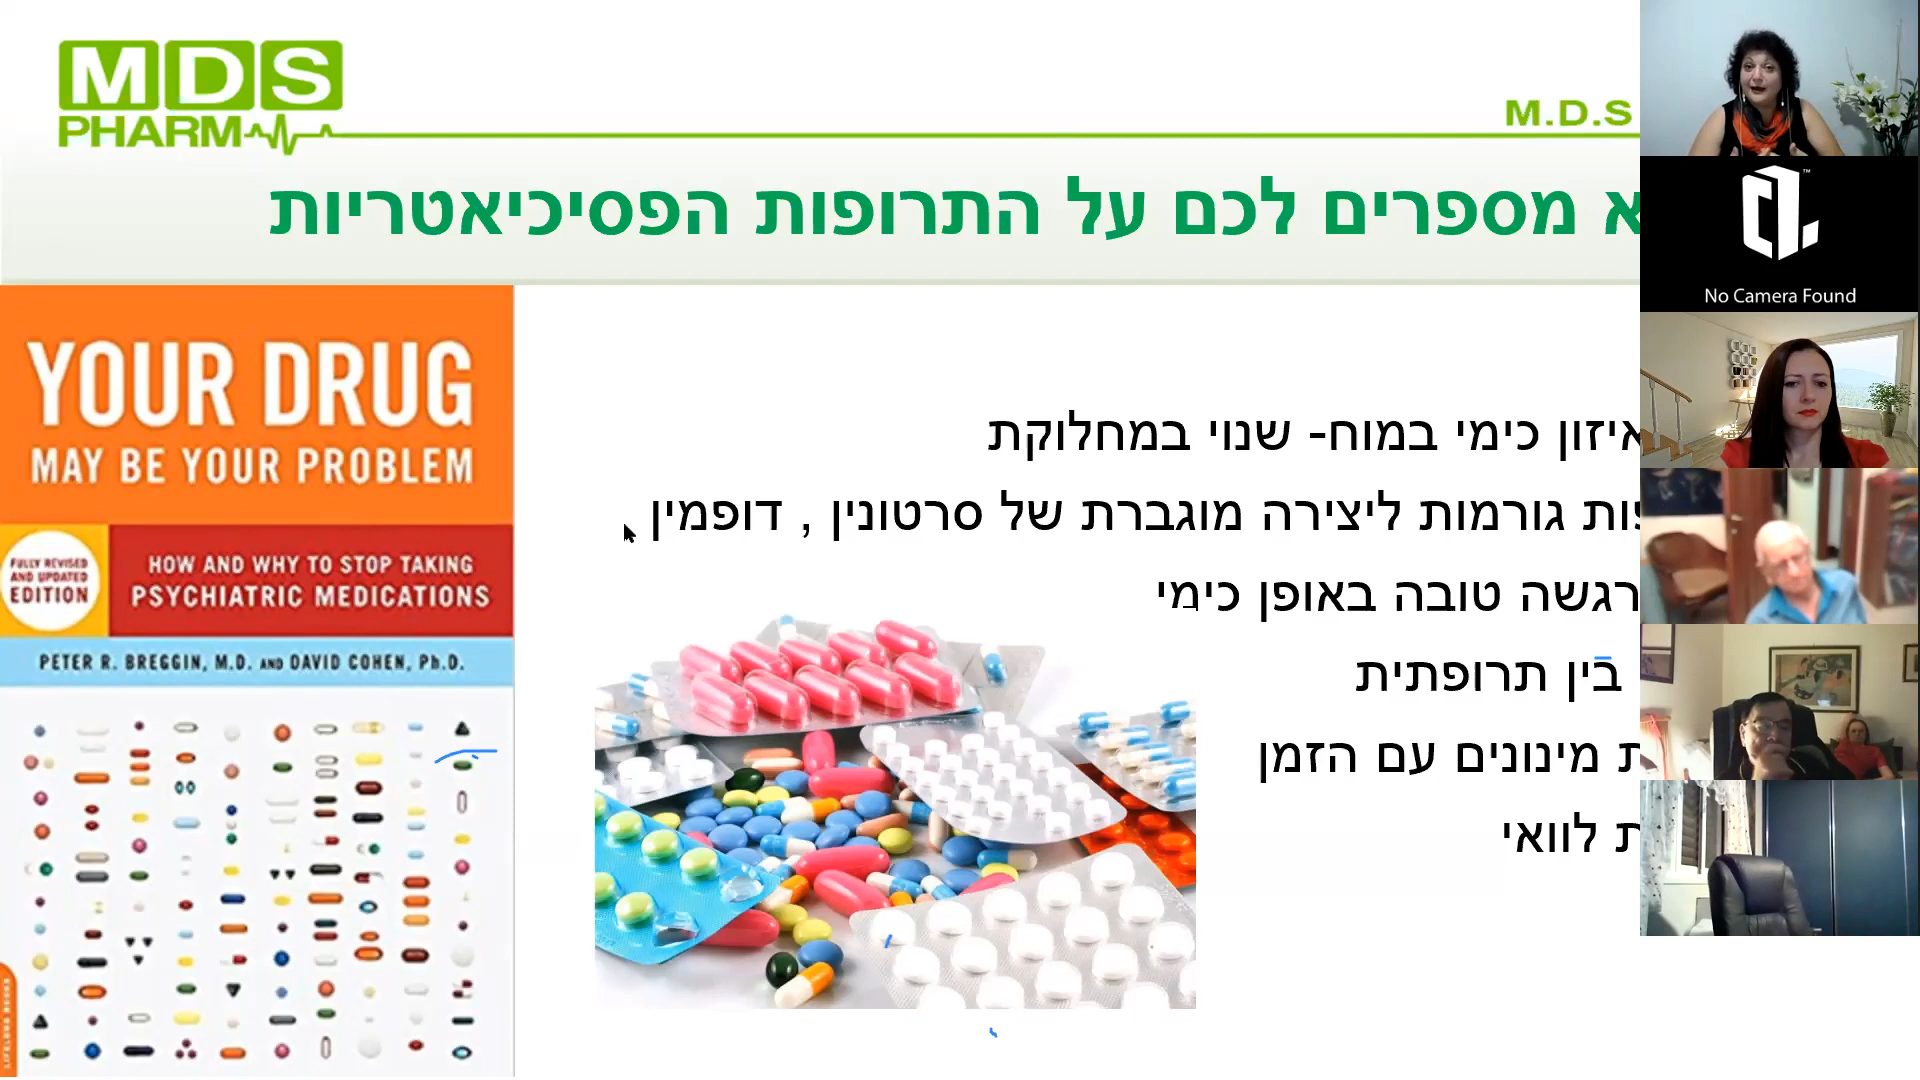 MDS
PHARM
M.D.S
א מספרים לכם על התרופות הפסיכיאטריות
YOUR DRUG
MAY BE YOUR PROBLEM
FULLY REVISED
AND UPDATED
EDITION
HOW AND WHY TO STOP TAKING
PSYCHIATRIC MEDICATIONS
PETER R. BREGGIN, M.D. AND DAVID COHEN, Ph.D.
LIFELONG BOOKS
איזון כימי במוח- שנוי במחלוקת
ות גורמות ליצירה מוגברת של סרטונין , דופמין
רגשה טובה באופן כימי
בין תרופתית
ת מינונים עם הזמן
ת לוואי
No Camera Found